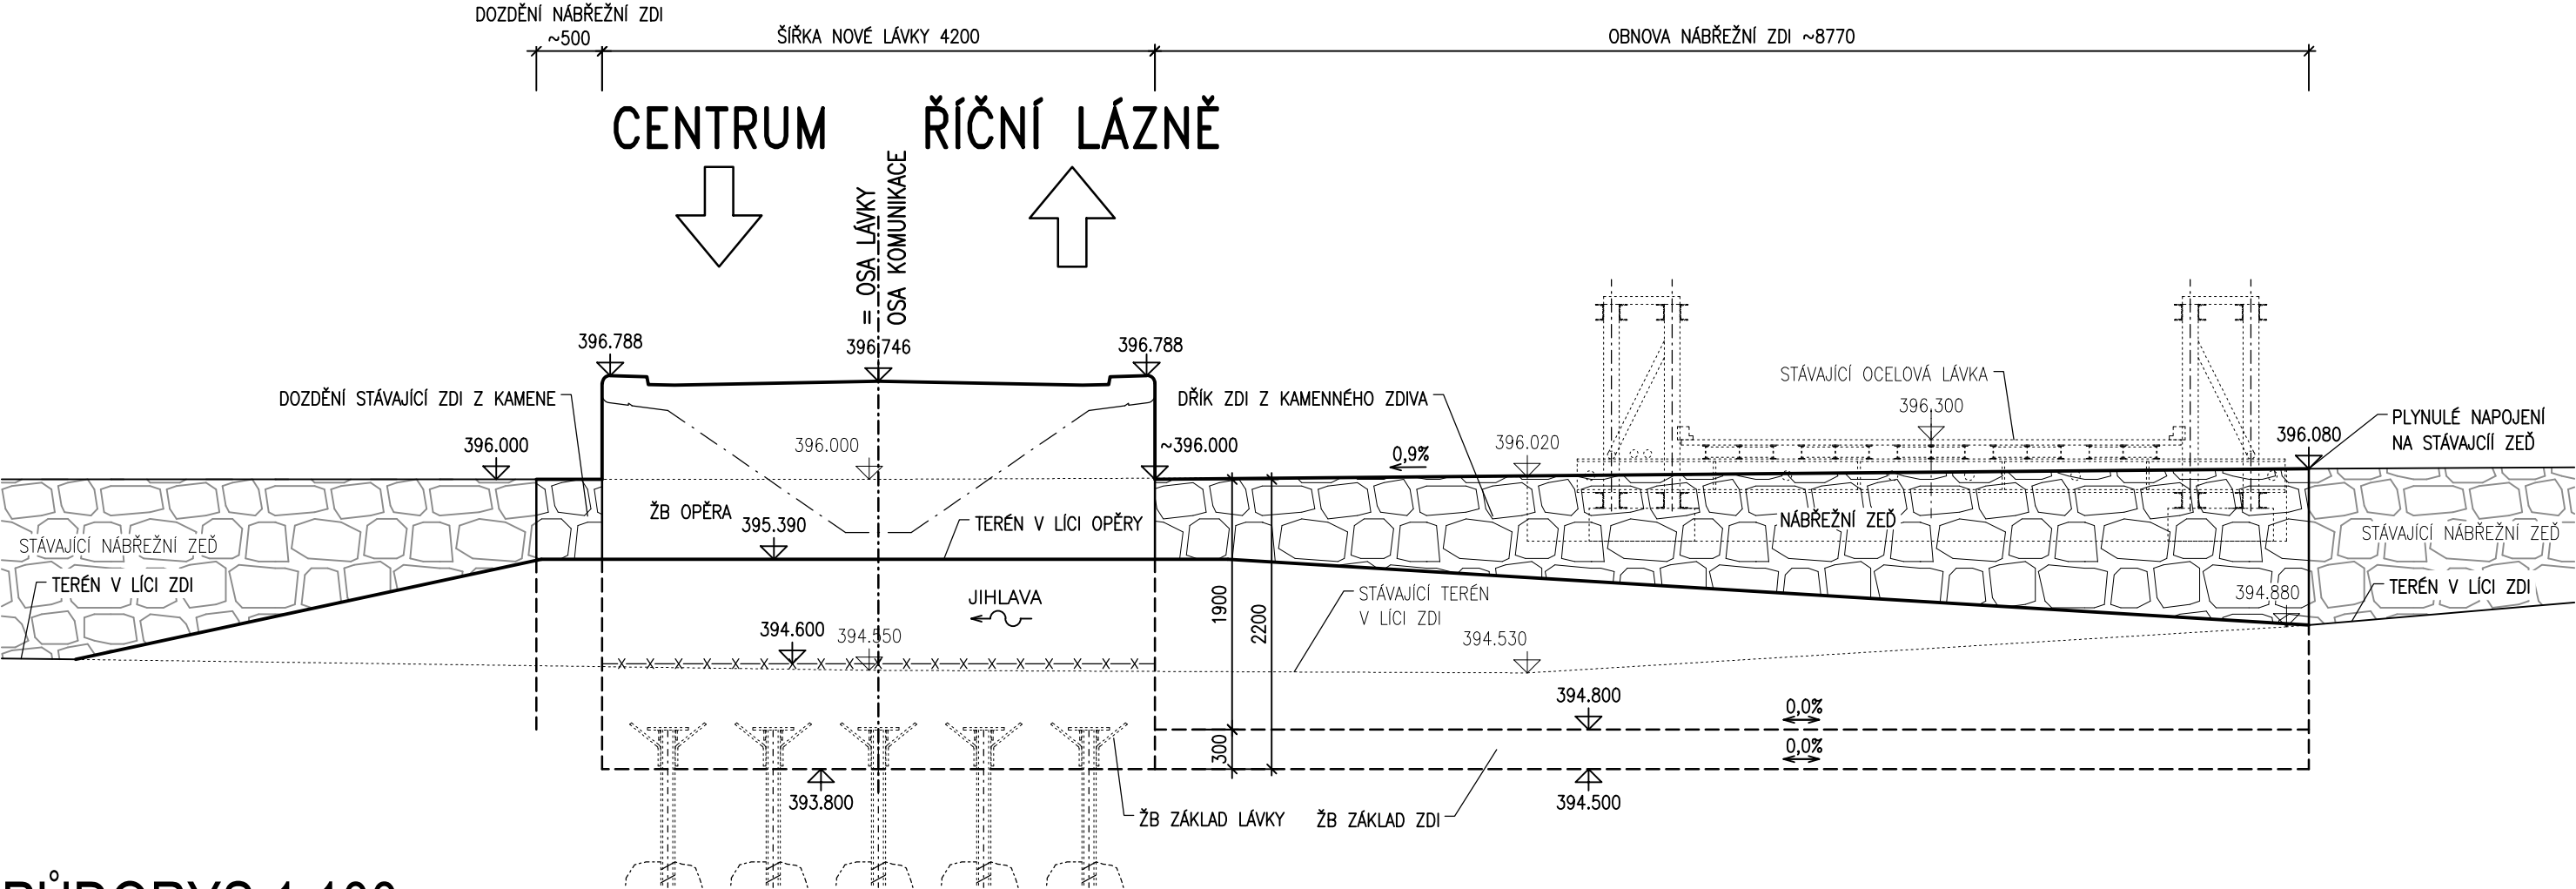 DOZDĚNÍ NÁBŘEŽNÍ ZDI
~500
ŠÍŘKA NOVÉ LÁVKY 4200
OBNOVA NÁBŘEŽNÍ ZDI ~8770
CENTRUM
ŘÍČNÍ LÁZNĚ
= OSA LÁVKY
OSA KOMUNIKACE
396.788
396.746
396.788
STÁVAJÍCÍ OCELOVÁ LÁVKA
396.300
DOZDĚNÍ STÁVAJÍCÍ ZDI Z KAMENE
DŘÍK ZDI Z KAMENNÉHO ZDIVA
PLYNULÉ NAPOJENÍ
NA STÁVAJCÍÍ ZEĎ
396.000
396.000
~396.000
0,9%
396.020
396.080
ŽB OPĚRA
395.390
TERÉN V LÍCI OPĚRY
NÁBŘEŽNÍ ZEĎ
STÁVAJÍCÍ NÁBŘEŽNÍ ZEĎ
STÁVAJÍCÍ NÁBŘEŽNÍ ZEĎ
TERÉN V LÍCI ZDI
TERÉN V LÍCI ZDI
JIHLAVA
1900
2200
STÁVAJÍCÍ TERÉN
V LÍCI ZDI
394.880
394.600
394.550
394.530
394.800
0,0%
300
0,0%
393.800
394.500
ŽB ZÁKLAD LÁVKY
ŽB ZÁKLAD ZDI